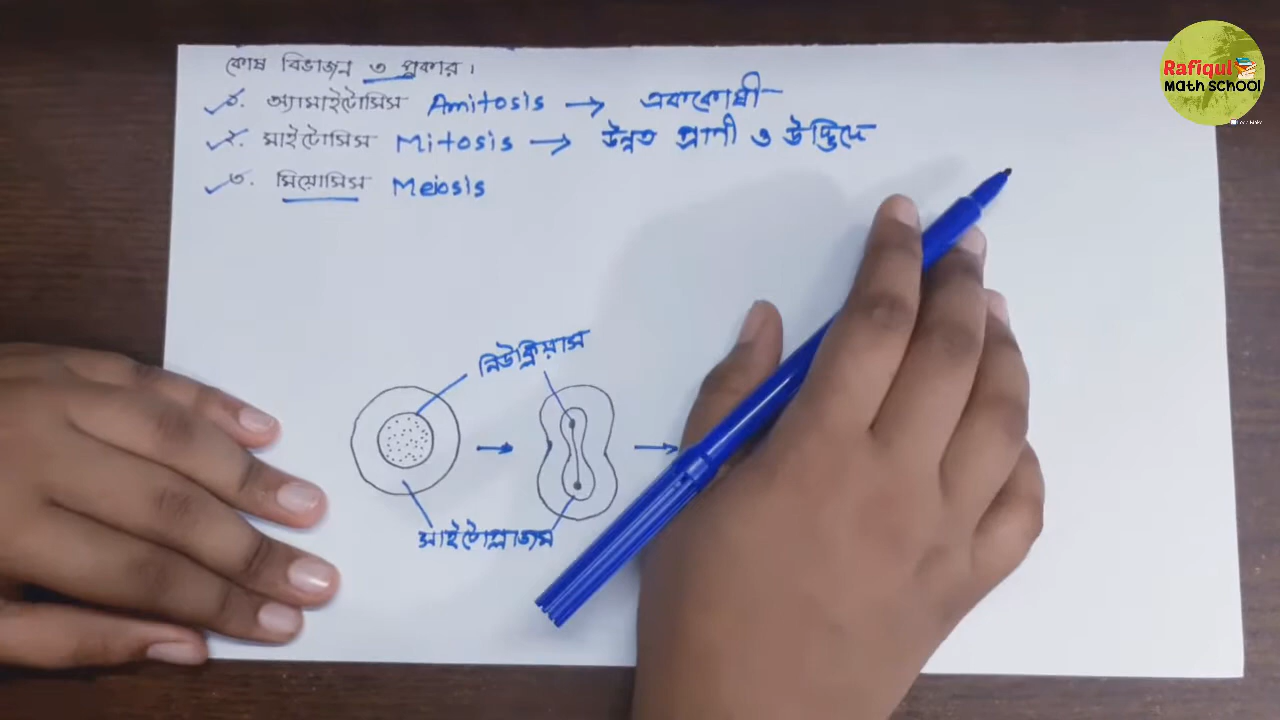 কোষ বিভাজন ৩ প্রকার।
১. অ্যামাইটোসিস Amitosis → এককোষী
২. মাইটোসিস Mitosis → উন্নত প্রাণী ও উদ্ভিদে
৩. মিয়োসিস Meiosis
নিউক্লিয়াস
সাইটোপ্লাজম
Rafiqul
Math SCHOOL